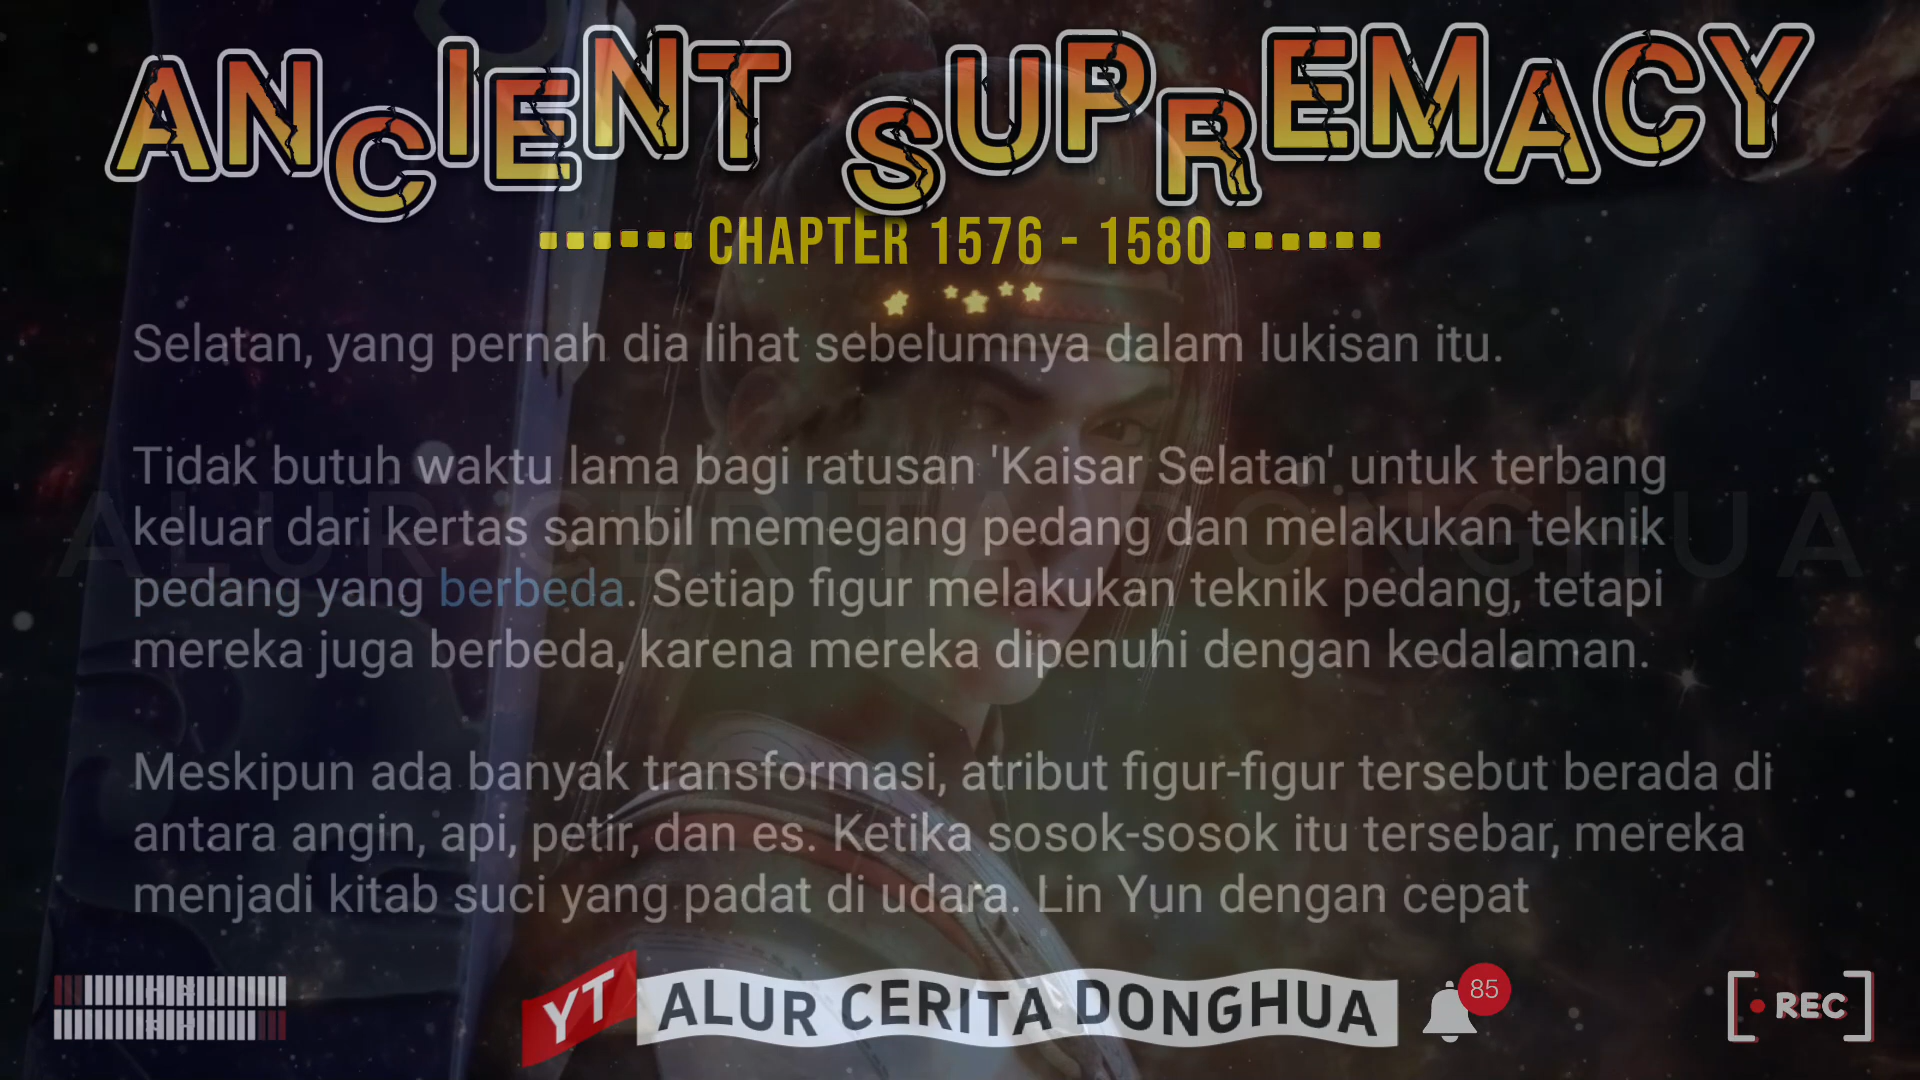 ANCIENT SUPREMACY
CHAPTER 1576 - 1580
Selatan, yang pernah dia lihat sebelumnya dalam lukisan itu.
Tidak butuh waktu lama bagi ratusan 'Kaisar Selatan' untuk terbang
keluar dari kertas sambil memegang pedang dan melakukan teknik
ALUR CERITA DONGHUA
pedang yang berbeda. Setiap figur melakukan teknik pedang, tetapi
mereka juga berbeda, karena mereka dipenuhi dengan kedalaman.
Meskipun ada banyak transformasi, atribut figur-figur tersebut berada di
antara angin, api, petir, dan es. Ketika sosok-sosok itu tersebar, mereka
menjadi kitab suci yang padat di udara. Lin Yun dengan cepat
YT ALUR CERITA DONGHUA
85
REC